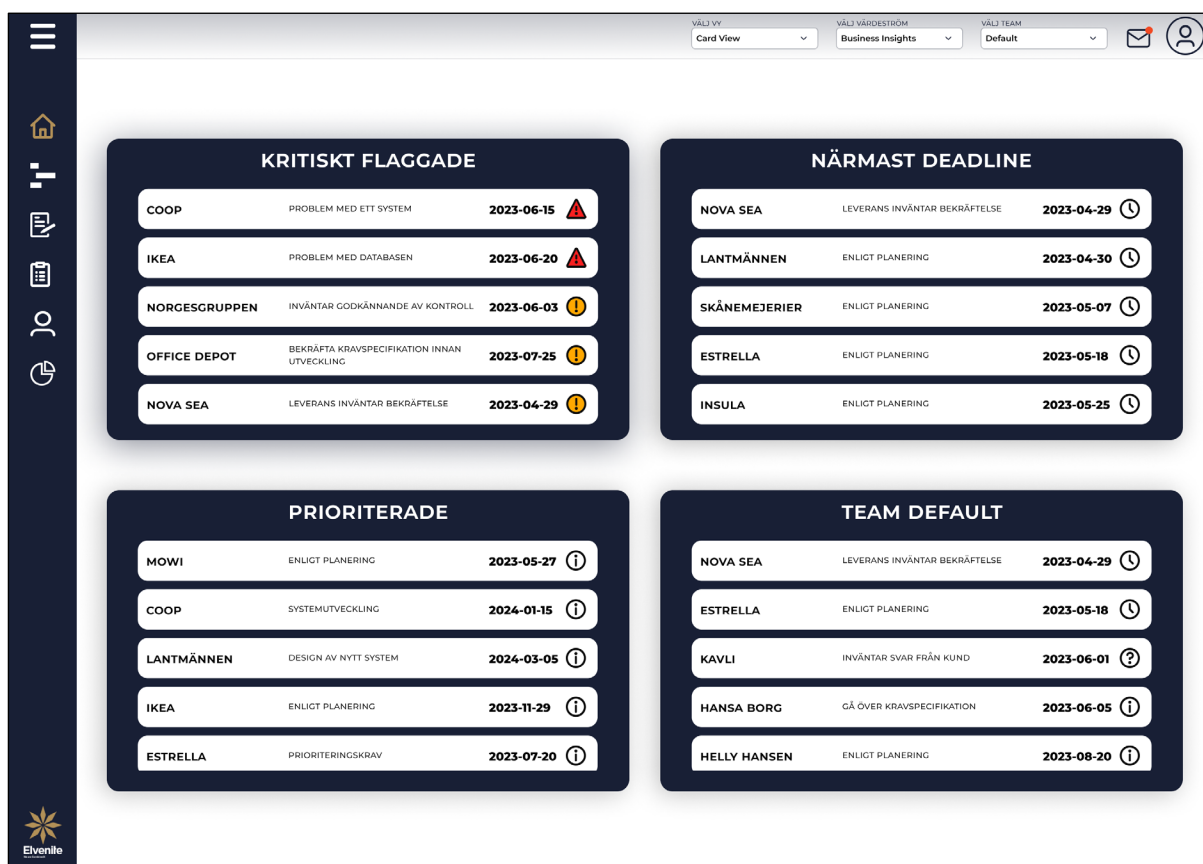 VÄLJ VY
Card View
VÄLJ VÄRDESTRÖM
Business Insights
VÄLJ TEAM
Default
KRITISKT FLAGGADE
COOP PROBLEM MED ETT SYSTEM 2023-06-15
IKEA PROBLEM MED DATABASEN 2023-06-20
NORGESGRUPPEN INVÄNTAR GODKÄNNANDE AV KONTROLL 2023-06-03
OFFICE DEPOT BEKRÄFTA KRAVSPECIFIKATION INNAN
UTVECKLING 2023-07-25
NOVA SEA LEVERANS INVÄNTAR BEKRÄFTELSE 2023-04-29
NÄRMAST DEADLINE
NOVA SEA LEVERANS INVÄNTAR BEKRÄFTELSE 2023-04-29
LANTMÄNNEN ENLIGT PLANERING 2023-04-30
SKÅNEMEJERIER ENLIGT PLANERING 2023-05-07
ESTRELLA ENLIGT PLANERING 2023-05-18
INSULA ENLIGT PLANERING 2023-05-25
PRIORITERADE
MOWI ENLIGT PLANERING 2023-05-27
COOP SYSTEMUTVECKLING 2024-01-15
LANTMÄNNEN DESIGN AV NYTT SYSTEM 2024-03-05
IKEA ENLIGT PLANERING 2023-11-29
ESTRELLA PRIORITERINGSKRAV 2023-07-20
TEAM DEFAULT
NOVA SEA LEVERANS INVÄNTAR BEKRÄFTELSE 2023-04-29
ESTRELLA ENLIGT PLANERING 2023-05-18
KAVLI INVÄNTAR SVAR FRÅN KUND 2023-06-01
HANSA BORG GÅ ÖVER KRAVSPECIFIKATION 2023-06-05
HELLY HANSEN ENLIGT PLANERING 2023-08-20
Elvenile